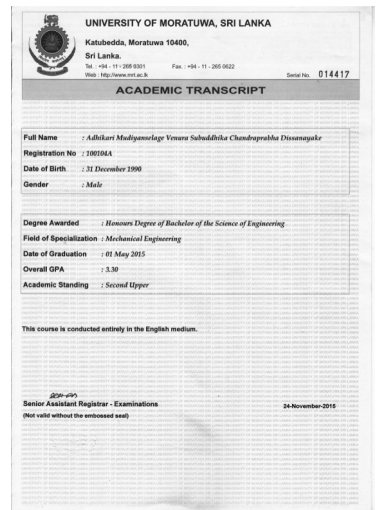 UNIVERSITY OF MORATUWA, SRI LANKA
Katubedda, Moratuwa 10400,
Sri Lanka.
Tel. : +94 - 11 - 265 0301 Fax. : +94 - 11 - 265 0622
Web : http://www.mrt.ac.lk Serial No. 014417
ACADEMIC TRANSCRIPT
Full Name : Adhikari Mudiyanselage Venura Subuddhika Chandraprabha Dissanayake
Registration No : 100104A
Date of Birth : 31 December 1990
Gender : Male
Degree Awarded : Honours Degree of Bachelor of the Science of Engineering
Field of Specialization : Mechanical Engineering
Date of Graduation : 01 May 2015
Overall GPA : 3.30
Academic Standing : Second Upper
This course is conducted entirely in the English medium.
Senior Assistant Registrar - Examinations 24-November-2015
(Not valid without the embossed seal)